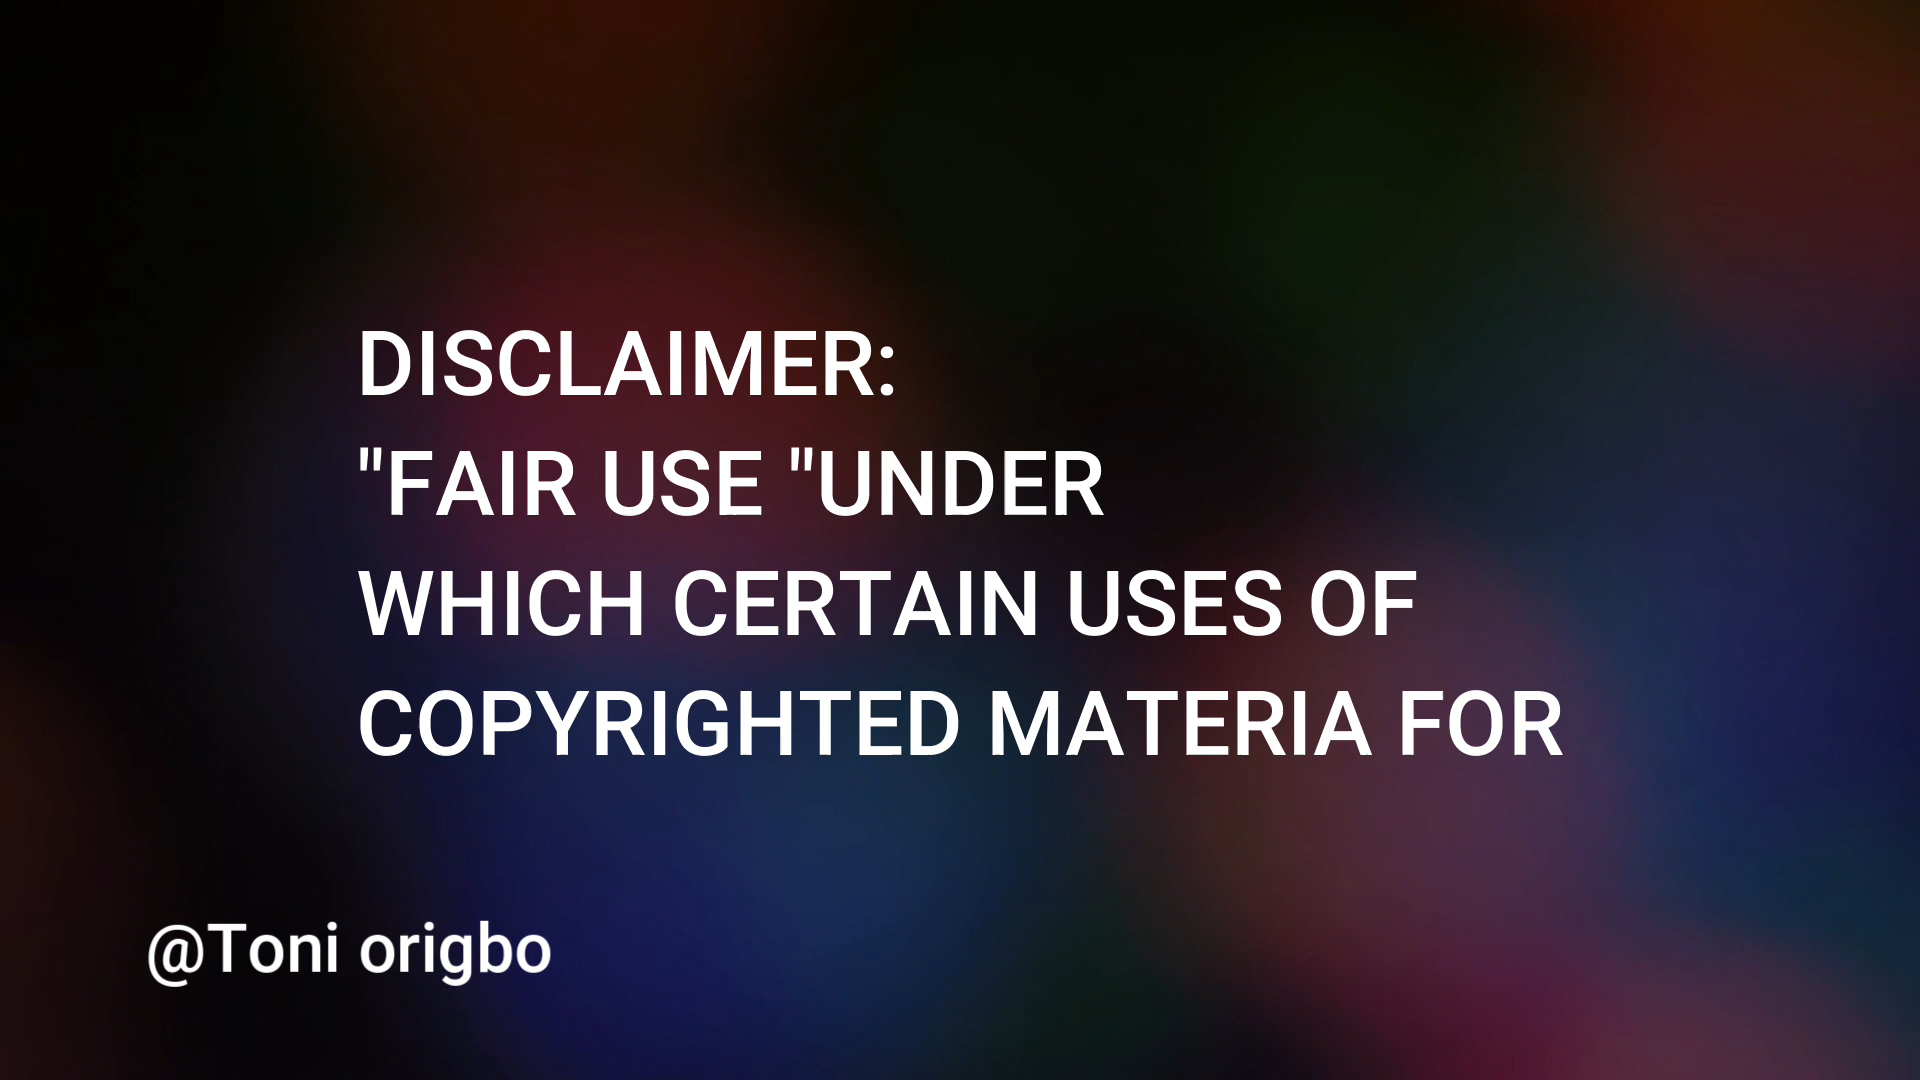 DISCLAIMER:
"FAIR USE "UNDER
WHICH CERTAIN USES OF
COPYRIGHTED MATERIA FOR
@Toni origbo